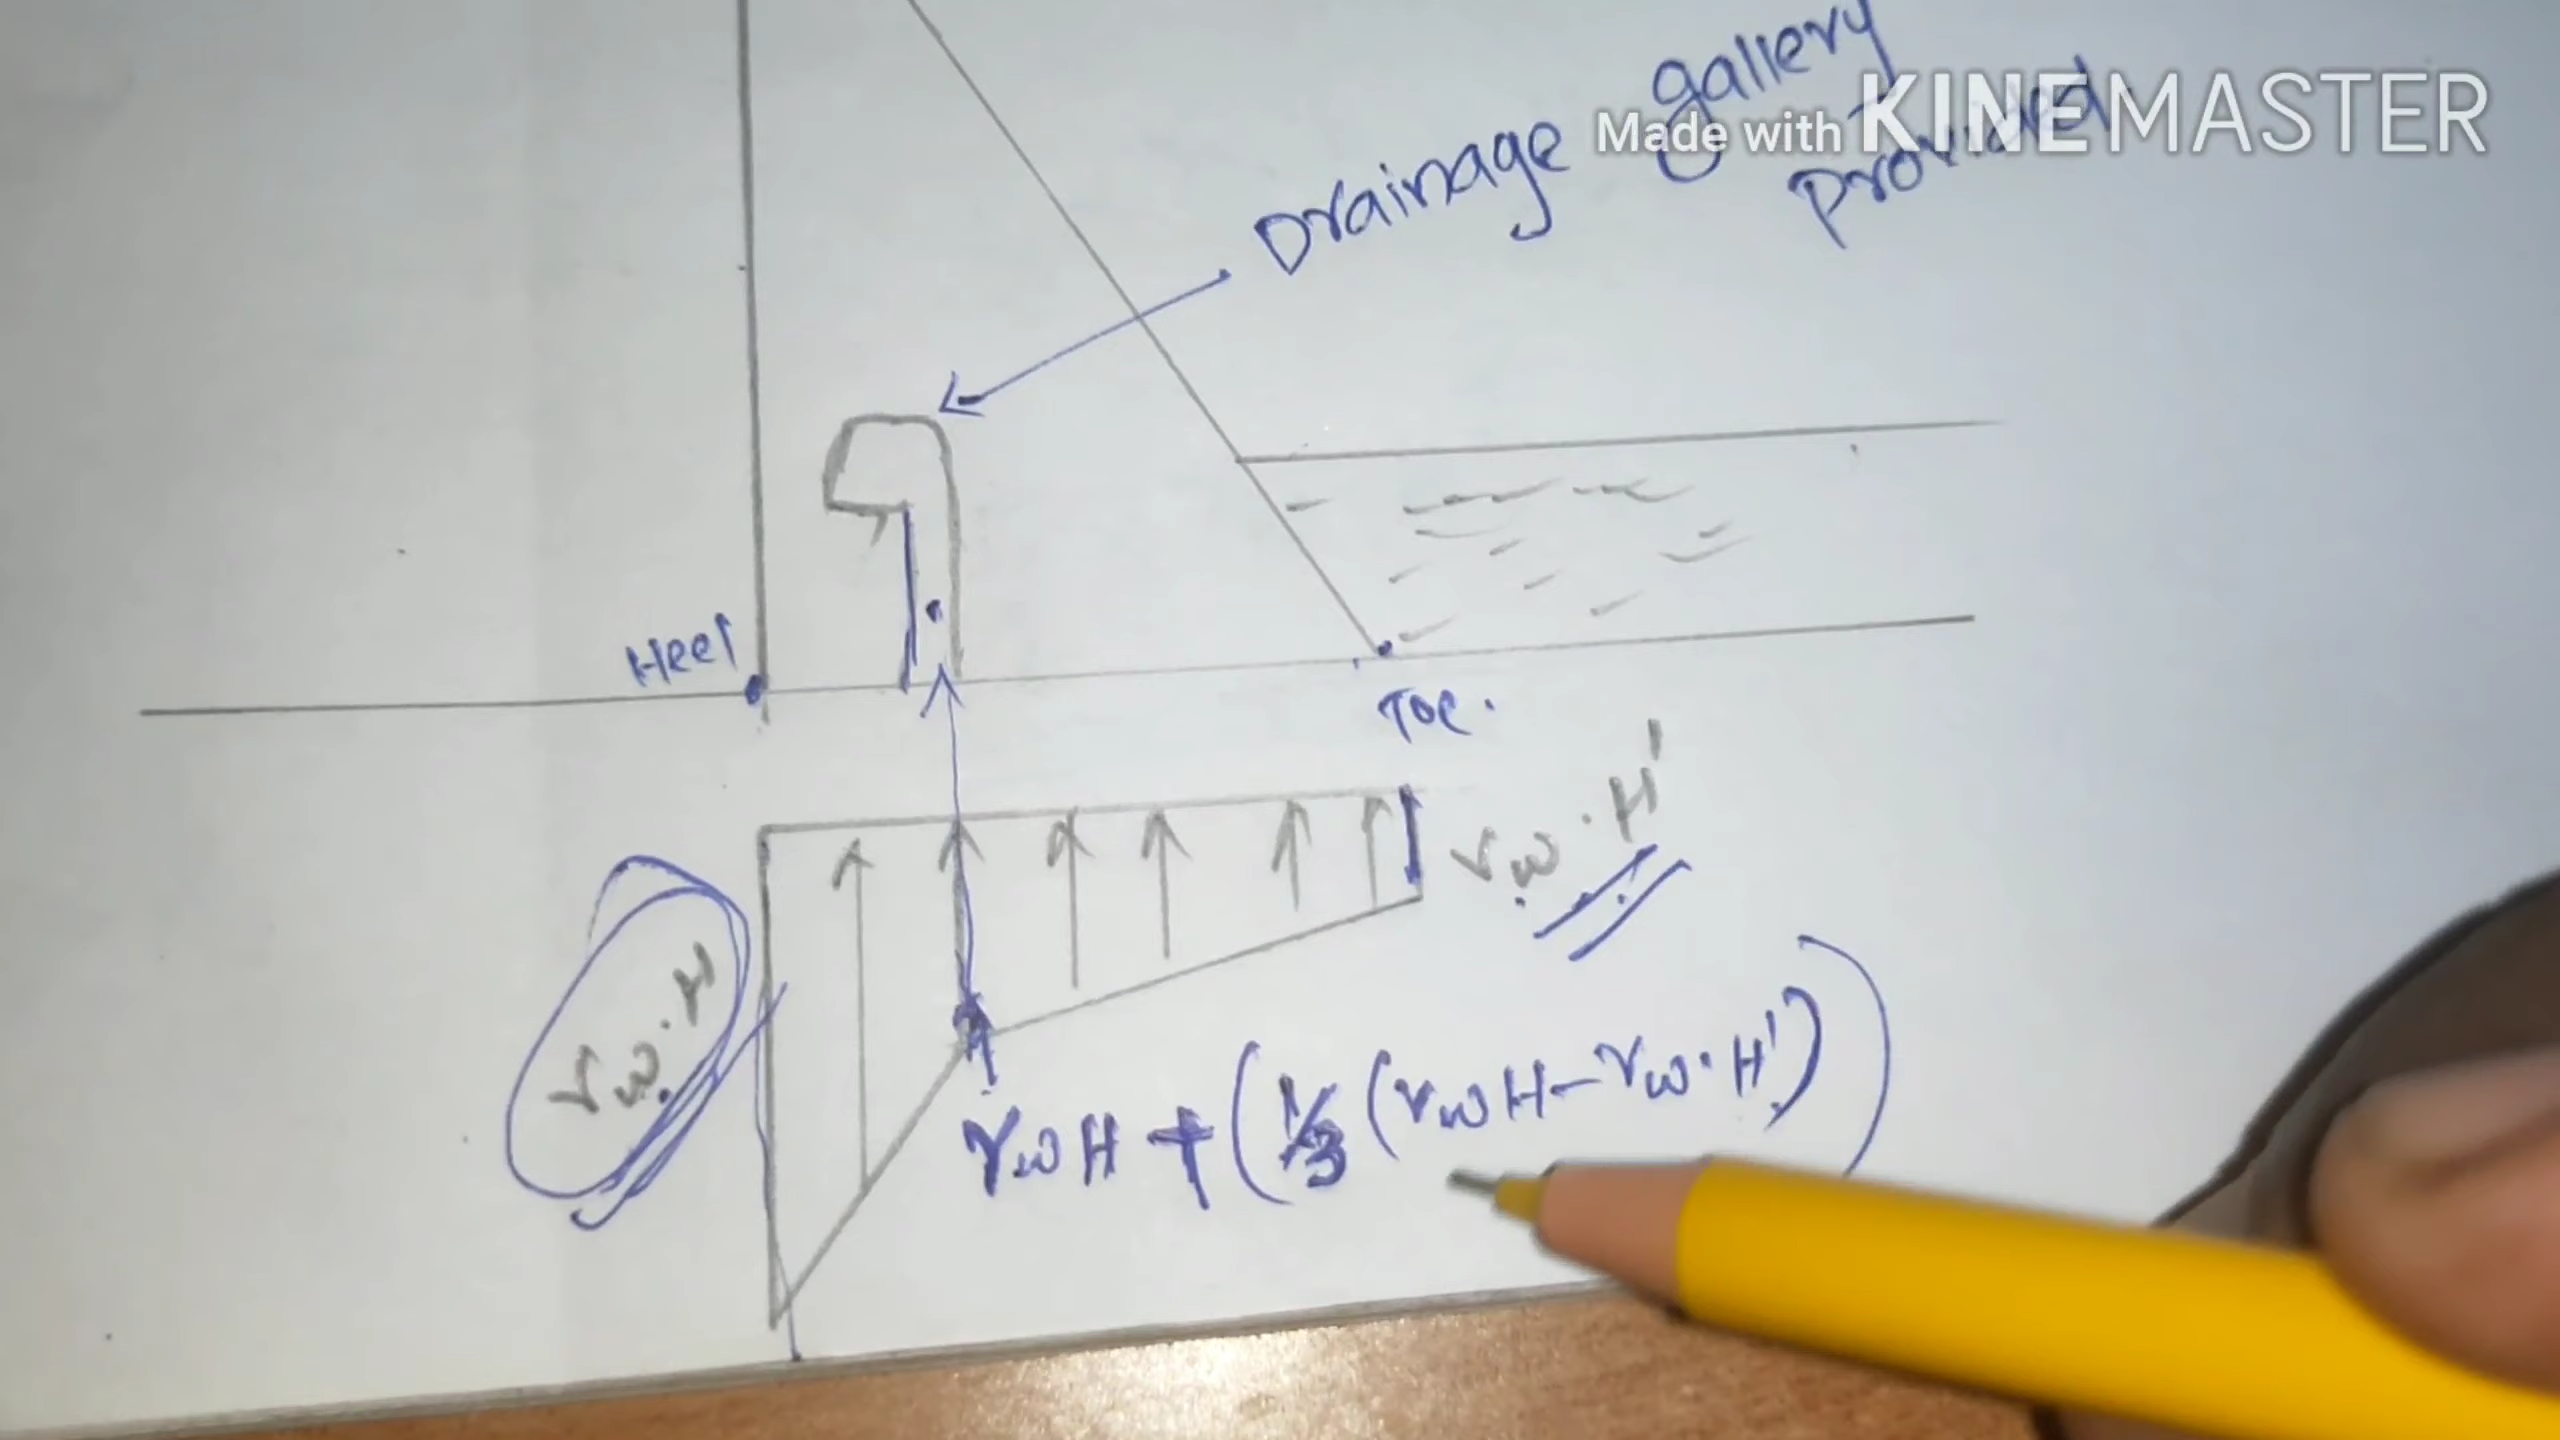 Made with KINEMASTER
Drainage gallery
provided
Heel
Toe.
γw.H'
γw.H
γwH + (1/3 (γwH - γw.H'))